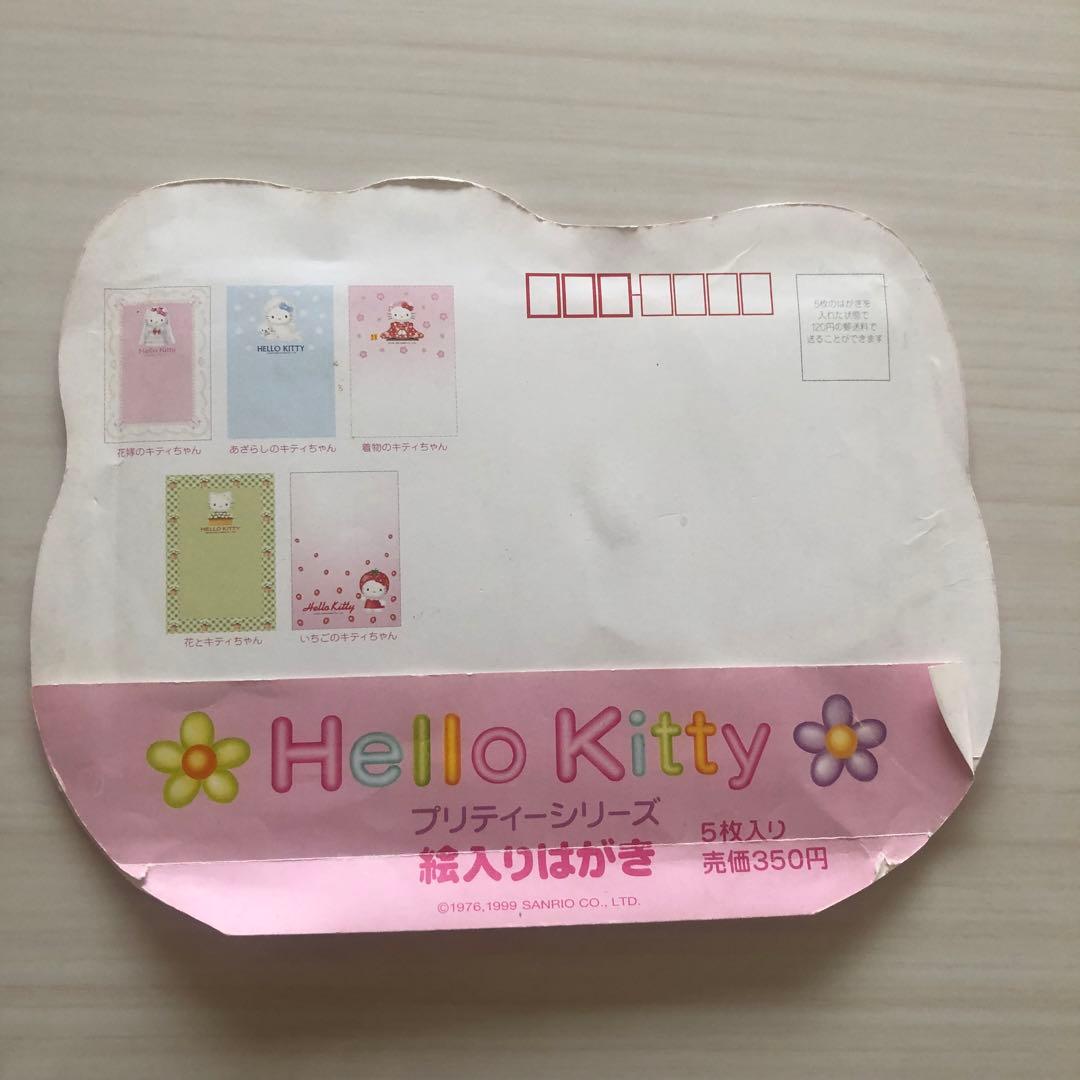 5枚のはがきを
入れた状態で
120円の郵送料で
送ることができます
Hello Kitty
HELLO KITTY
花嫁のキティちゃん
あざらしのキティちゃん
着物のキティちゃん
HELLO KITTY
Hello Kitty
花とキティちゃん
いちごのキティちゃん
Hello Kitty
プリティーシリーズ
絵入りはがき
5枚入り
売価350円
©1976,1999 SANRIO CO., LTD.